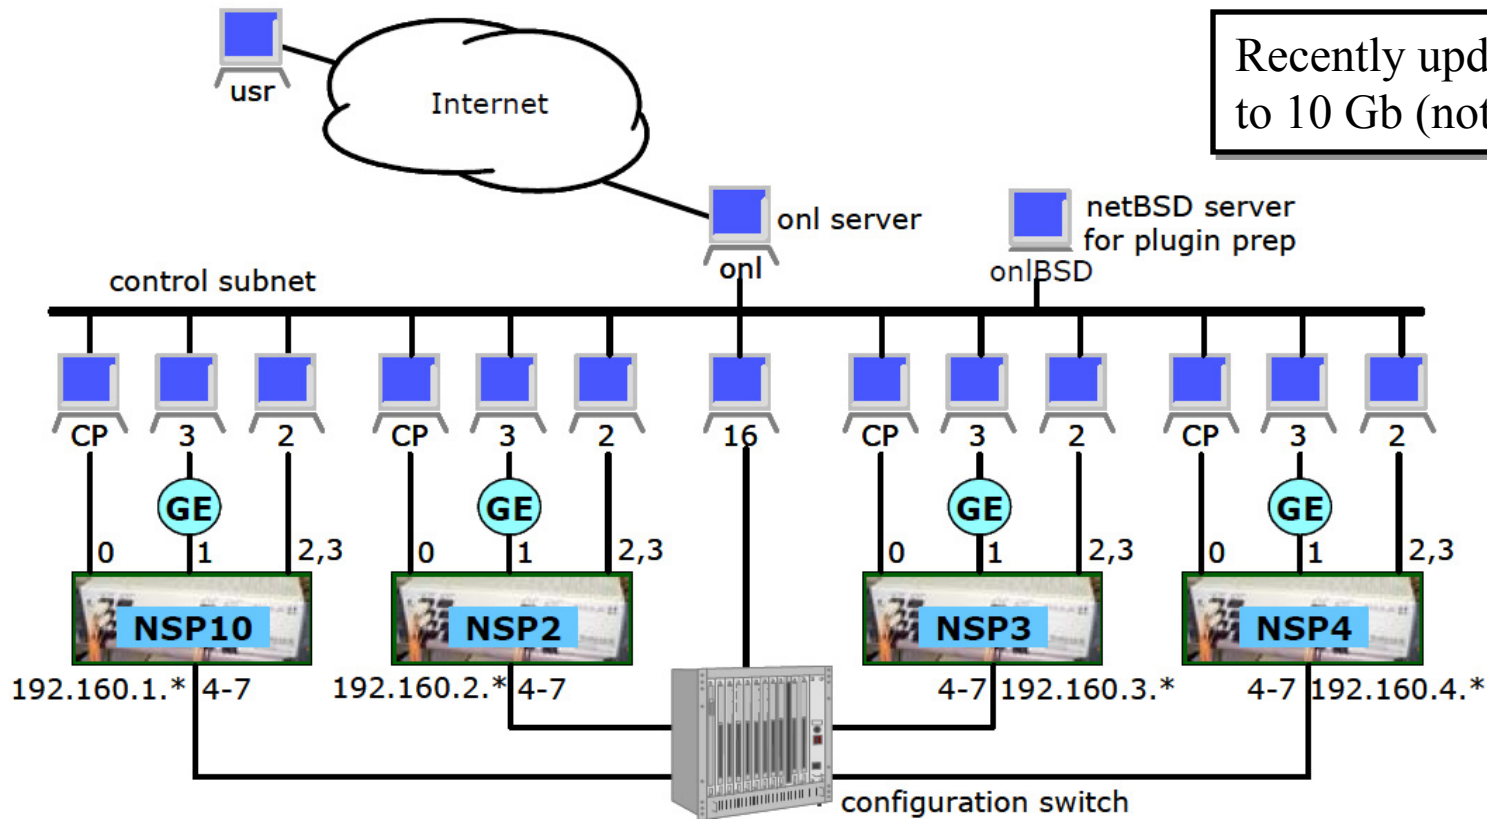 usr
Internet
Recently
to 10 Gb
onl server
onl
netBSD server
for plugin prep
onlBSD
control subnet
CP 3 2 CP 3 2 16 CP 3 2 CP 3 2
GE GE GE GE
0 1 2,3 0 1 2,3 0 1 2,3 0 1 2,3
NSP10 NSP2 NSP3 NSP4
192.160.1.* 4-7 192.160.2.* 4-7 4-7 192.160.3.* 4-7 192.160.4.*
configuration switch